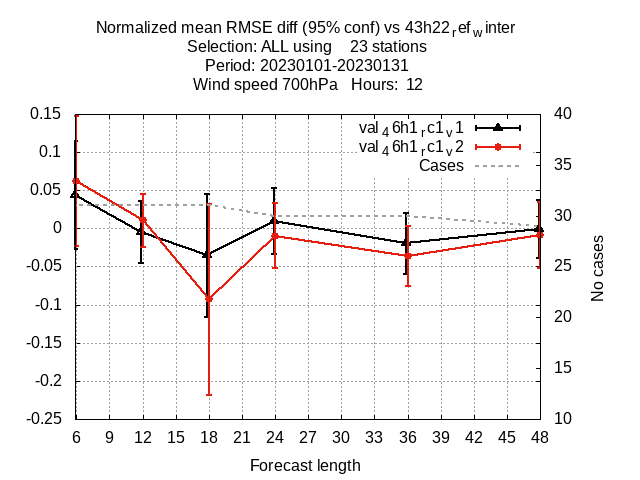 Normalized mean RMSE diff (95% conf) vs 43h22_ref_winter
Selection: ALL using 23 stations
Period: 20230101-20230131
Wind speed 700hPa Hours: 12
val_46h1_rc1_v1
val_46h1_rc1_v2
Cases
0.15
0.1
0.05
0
-0.05
-0.1
-0.15
-0.2
-0.25
40
35
30
25
20
15
10
No cases
6 9 12 15 18 21 24 27 30 33 36 39 42 45 48
Forecast length